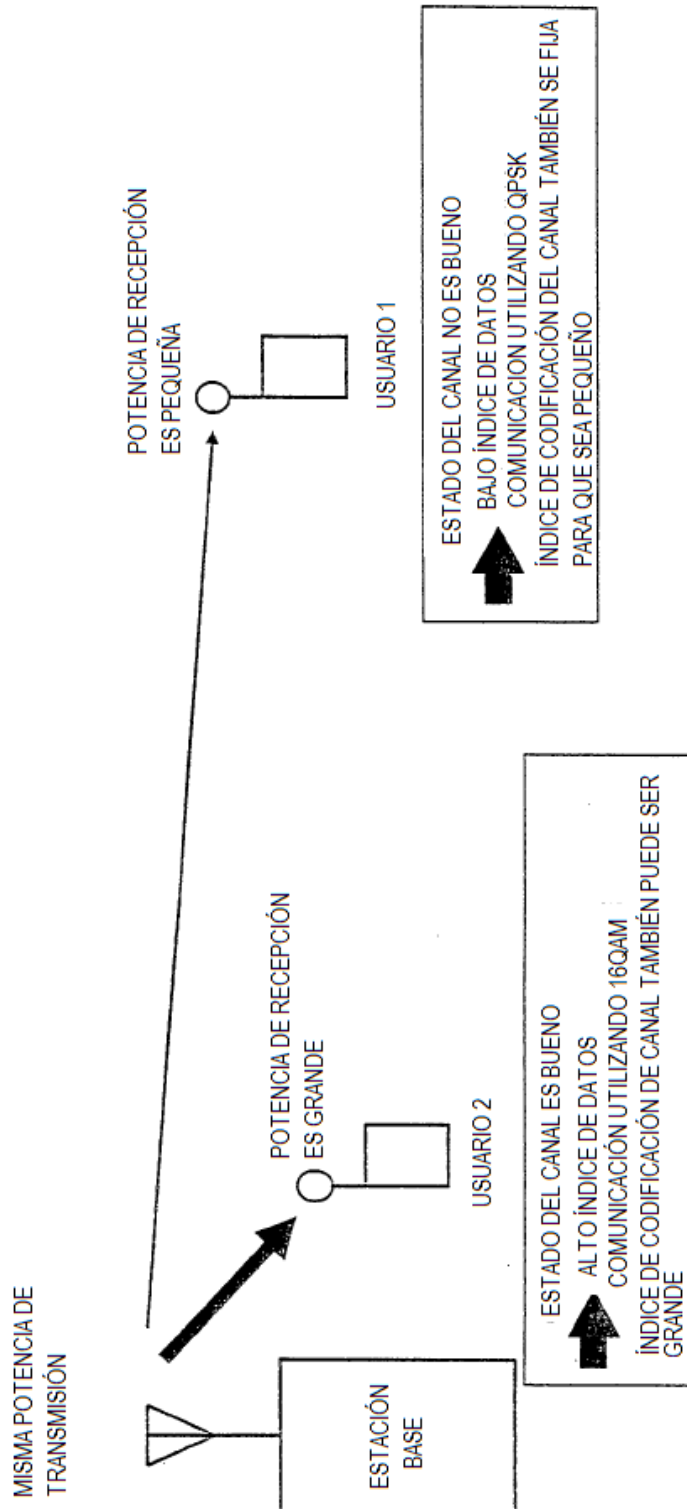 MISMA POTENCIA DE
TRANSMISIÓN
ESTACIÓN
BASE
POTENCIA DE RECEPCIÓN
ES GRANDE
USUARIO 2
ESTADO DEL CANAL ES BUENO
ALTO ÍNDICE DE DATOS
COMUNICACIÓN UTILIZANDO 16QAM
ÍNDICE DE CODIFICACIÓN DE CANAL TAMBIÉN PUEDE SER
GRANDE
POTENCIA DE RECEPCIÓN
ES PEQUEÑA
USUARIO 1
ESTADO DEL CANAL NO ES BUENO
BAJO ÍNDICE DE DATOS
COMUNICACIÓN UTILIZANDO QPSK
ÍNDICE DE CODIFICACIÓN DEL CANAL TAMBIÉN SE FIJA
PARA QUE SEA PEQUEÑO